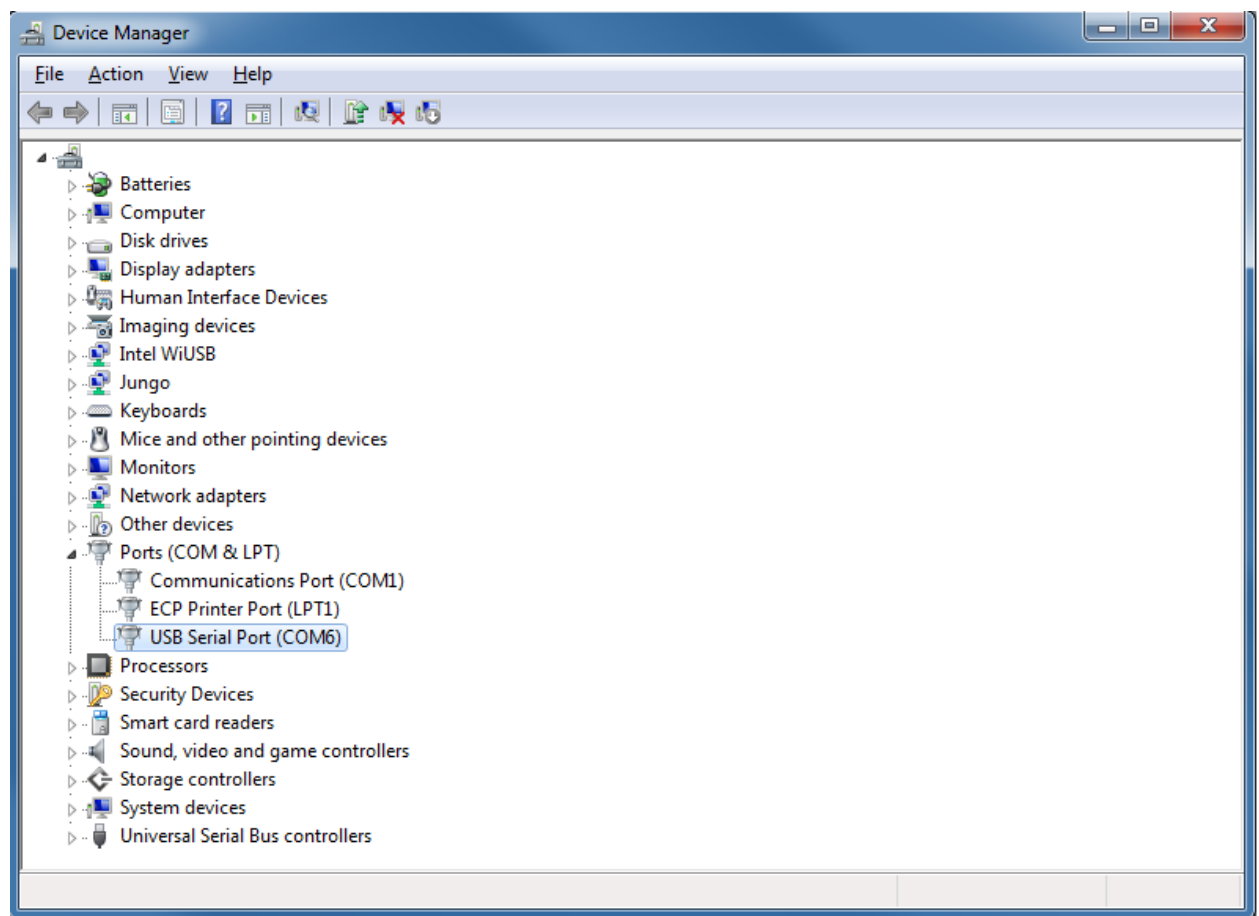 Device Manager
File Action View Help
Batteries
Computer
Disk drives
Display adapters
Human Interface Devices
Imaging devices
Intel WiUSB
Jungo
Keyboards
Mice and other pointing devices
Monitors
Network adapters
Other devices
Ports (COM & LPT)
Communications Port (COM1)
ECP Printer Port (LPT1)
USB Serial Port (COM6)
Processors
Security Devices
Smart card readers
Sound, video and game controllers
Storage controllers
System devices
Universal Serial Bus controllers